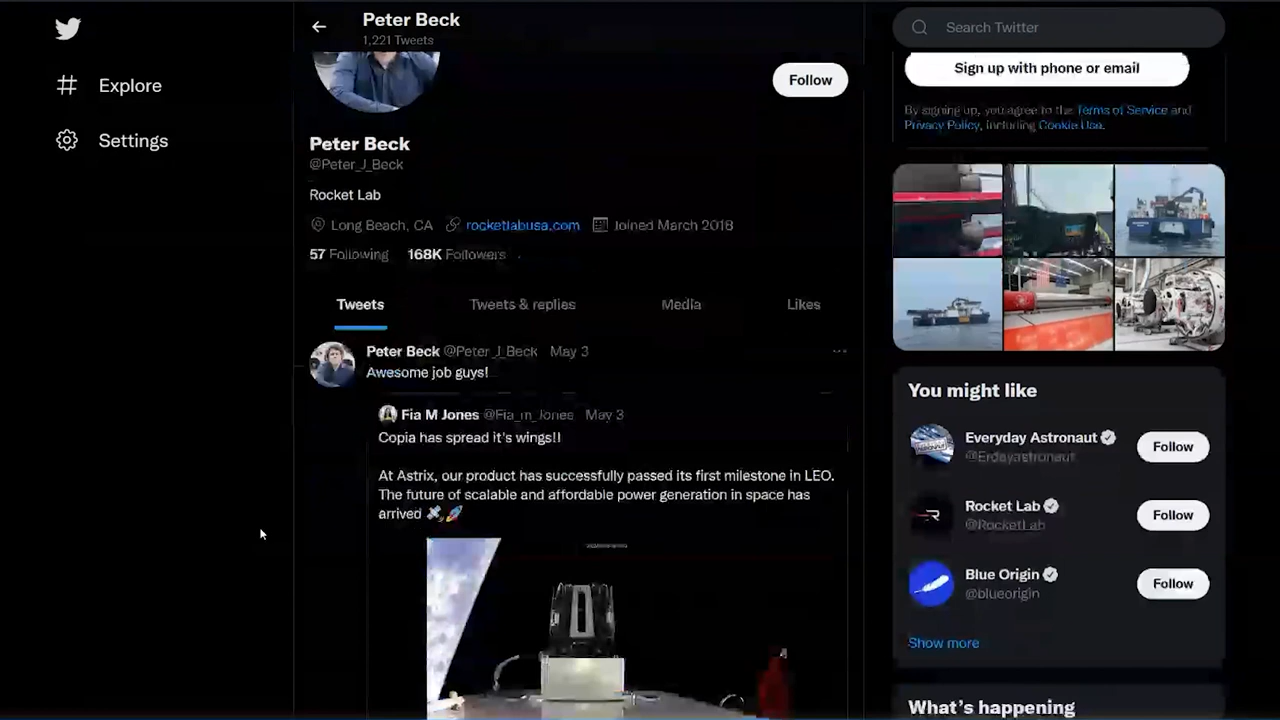 Peter Beck
1,221 Tweets
Search Twitter
Explore
Settings
Follow
Sign up with phone or email
By signing up, you agree to the Terms of Service and
Privacy Policy, including Cookie Use.
Peter Beck
@Peter_J_Beck
Rocket Lab
Long Beach, CA rocketlabusa.com Joined March 2018
57 Following 168K Followers
Tweets Tweets & replies Media Likes
Peter Beck @Peter_J_Beck May 3
Awesome job guys!
Fia M Jones @Fia_m_Jones May 3
Copia has spread it's wings!!
At Astrix, our product has successfully passed its first milestone in LEO.
The future of scalable and affordable power generation in space has
arrived
You might like
Everyday Astronaut
@Erdayastronaut
Follow
Rocket Lab
@RocketLab
Follow
Blue Origin
@blueorigin
Follow
Show more
What's happening